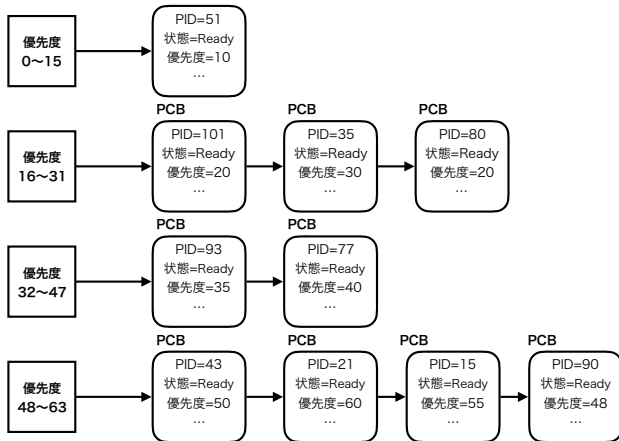 優先度
0〜15
PID=51
状態=Ready
優先度=10
…
優先度
16〜31
PCB
PID=101
状態=Ready
優先度=20
…
PCB
PID=35
状態=Ready
優先度=30
…
PCB
PID=80
状態=Ready
優先度=20
…
優先度
32〜47
PCB
PID=93
状態=Ready
優先度=35
…
PCB
PID=77
状態=Ready
優先度=40
…
優先度
48〜63
PCB
PID=43
状態=Ready
優先度=50
…
PCB
PID=21
状態=Ready
優先度=60
…
PCB
PID=15
状態=Ready
優先度=55
…
PCB
PID=90
状態=Ready
優先度=48
…